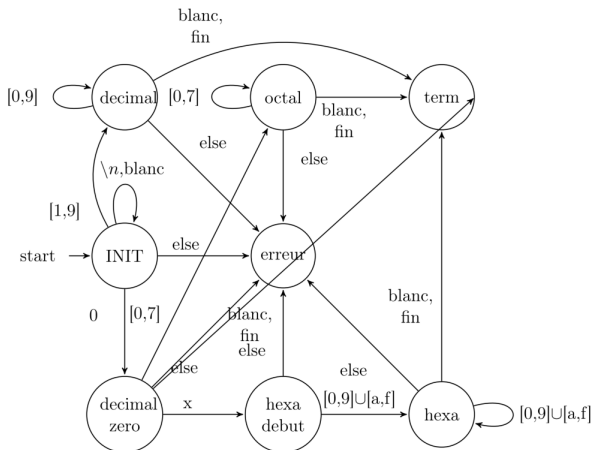 blanc,
fin
[0,9]
decimal
[0,7]
octal
blanc,
fin
term
else
else
\n,blanc
[1,9]
start
INIT
else
erreur
0
[0,7]
blanc,
fin
else
blanc,
fin
else
else
decimal
zero
x
hexa
debut
[0,9]∪[a,f]
hexa
[0,9]∪[a,f]